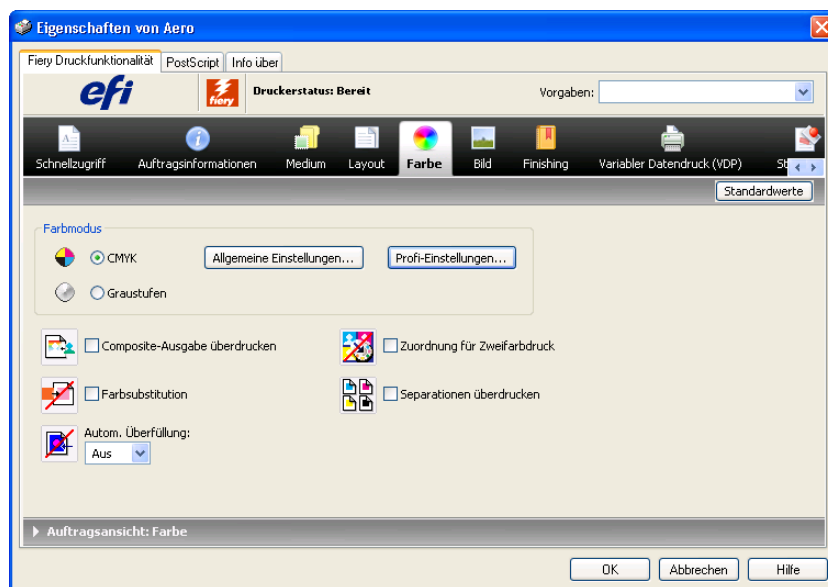 Eigenschaften von Aero
Fiery Druckfunktionalität PostScript Info über
efi fiery Druckerstatus: Bereit Vorgaben:
Schnellzugriff Auftragsinformationen Medium Layout Farbe Bild Finishing Variabler Datendruck (VDP)
Standardwerte
Farbmodus
CMYK Allgemeine Einstellungen... Profi-Einstellungen...
Graustufen
Composite-Ausgabe überdrucken Zuordnung für Zweifarbdruck
Farbsubstitution Separationen überdrucken
Autom. Überfüllung:
Aus
Auftragsansicht: Farbe
OK Abbrechen Hilfe